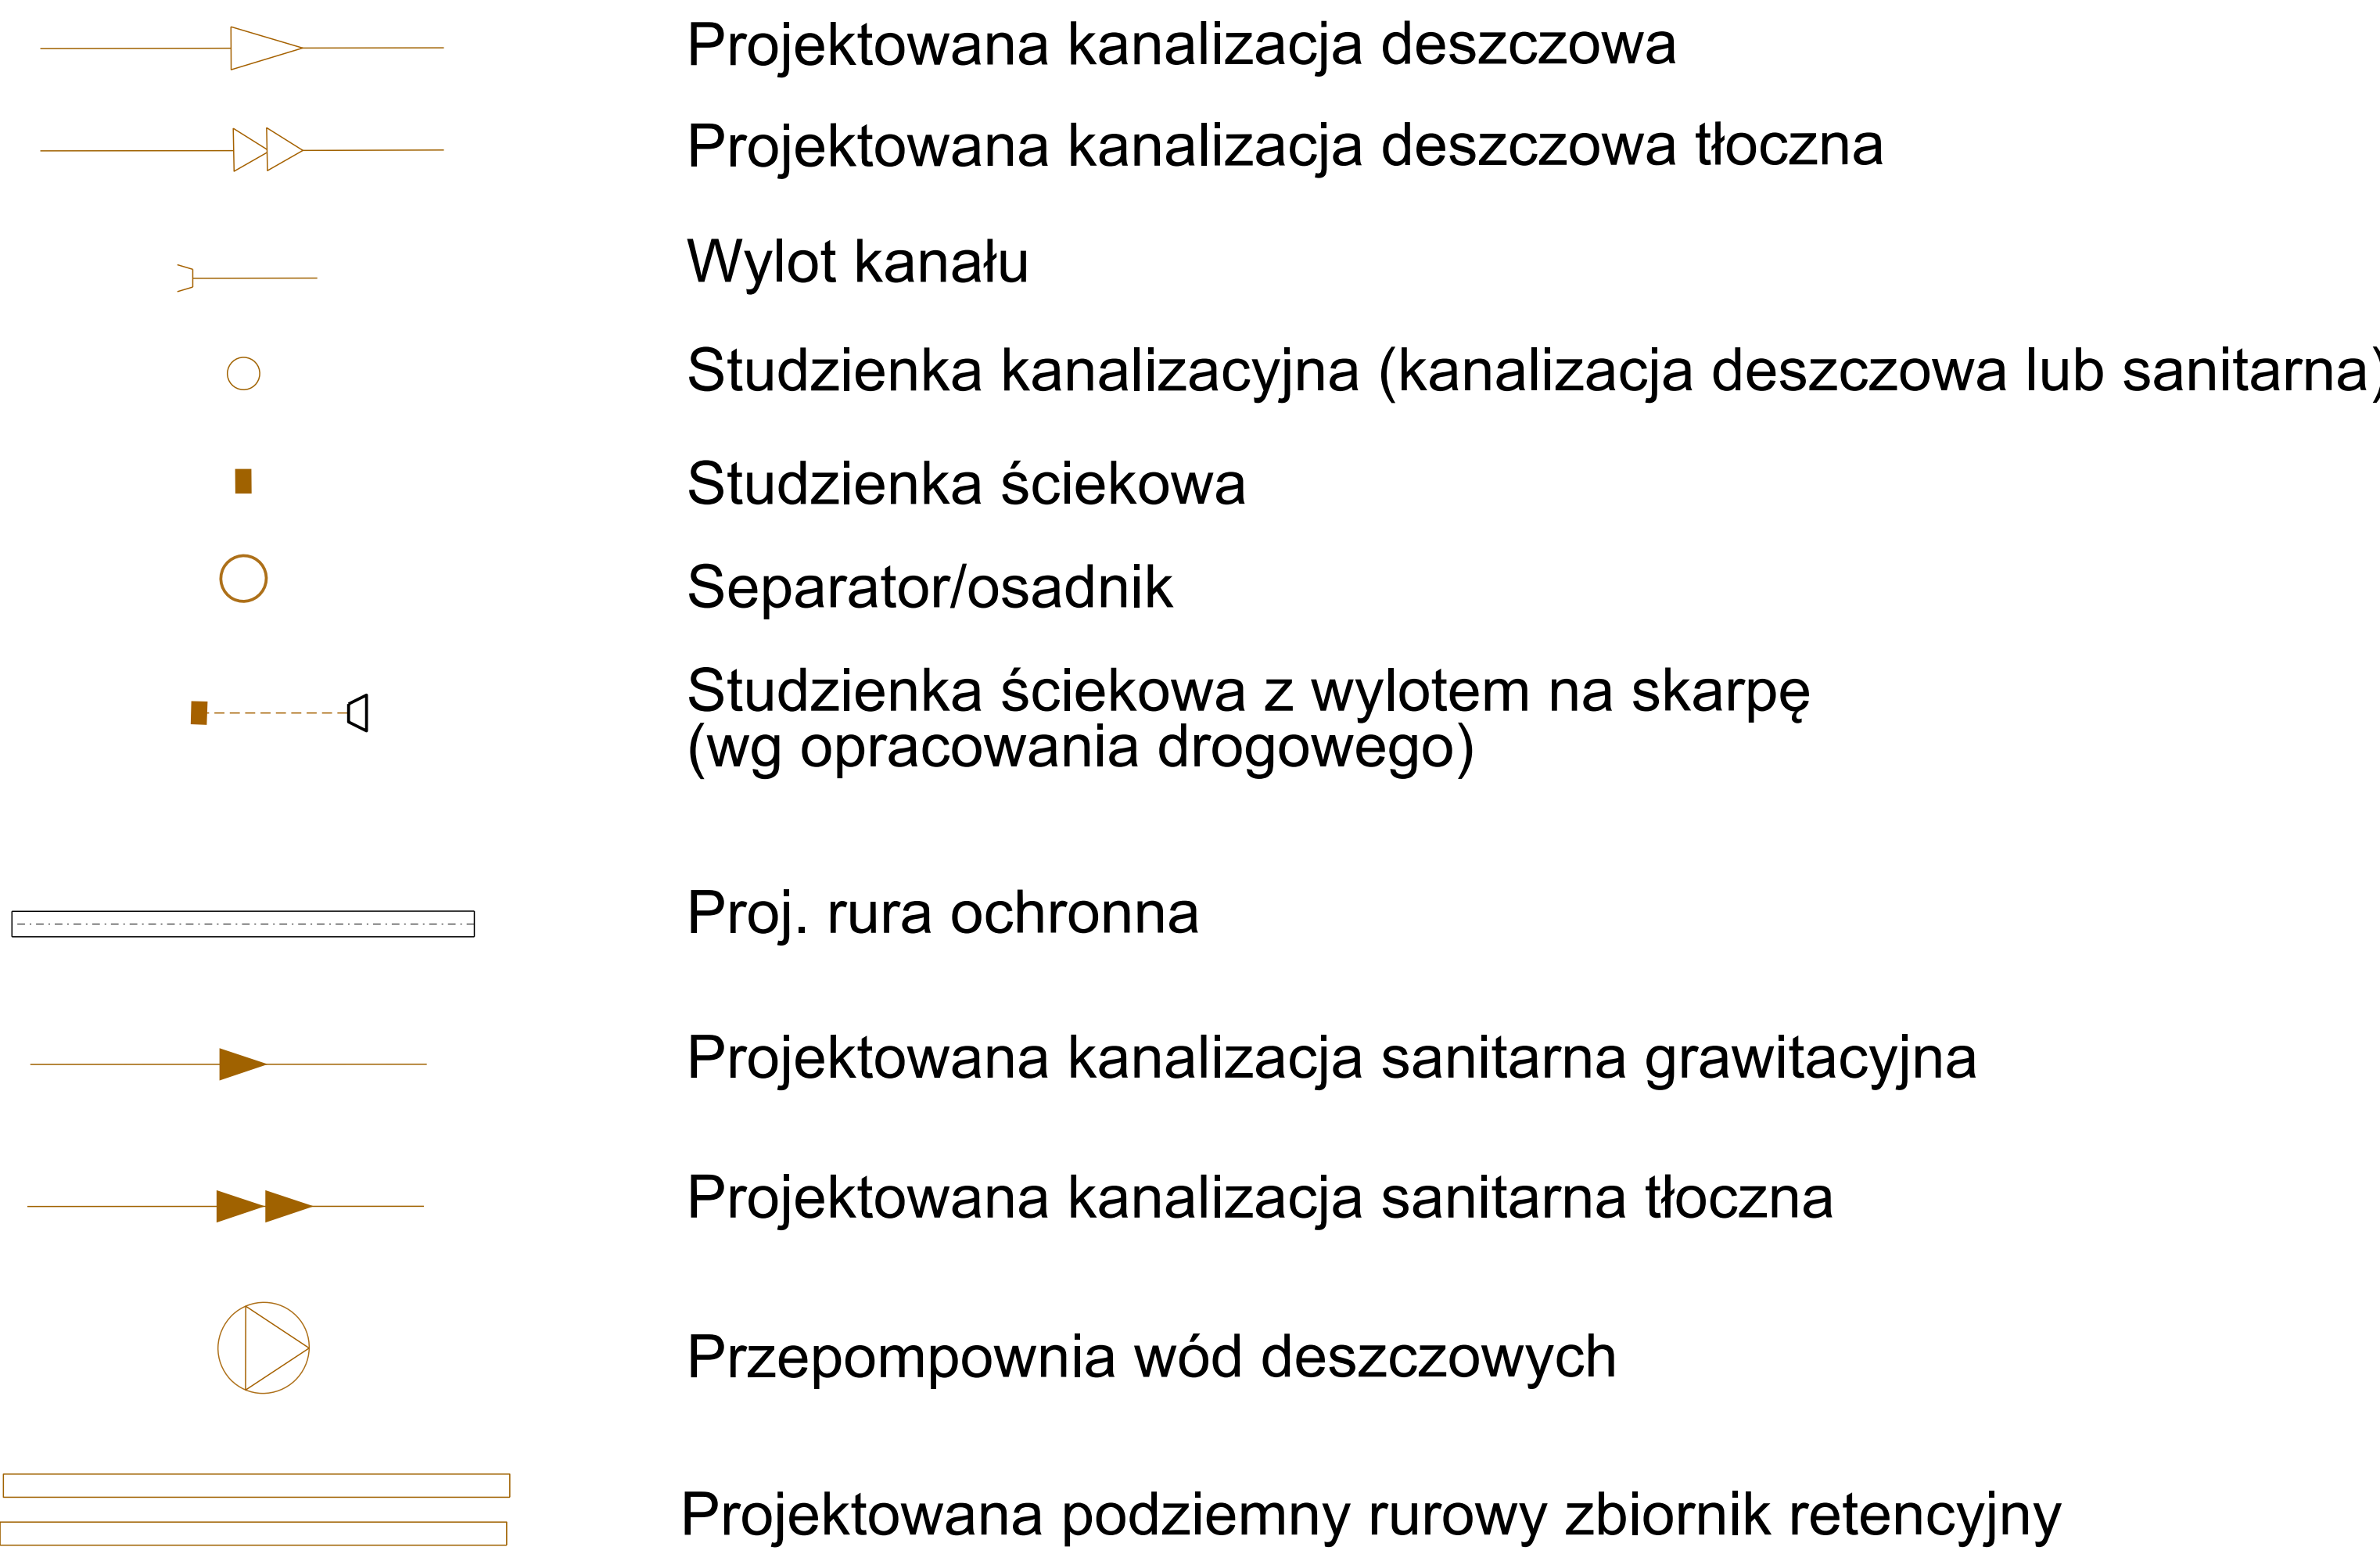 Projektowana kanalizacja deszczowa
Projektowana kanalizacja deszczowa tłoczna
Wylot kanału
Studzienka kanalizacyjna (kanalizacja deszczowa lub sanitarna)
Studzienka ściekowa
Separator/osadnik
Studzienka ściekowa z wylotem na skarpę
(wg opracowania drogowego)
Proj. rura ochronna
Projektowana kanalizacja sanitarna grawitacyjna
Projektowana kanalizacja sanitarna tłoczna
Przepompownia wód deszczowych
Projektowana podziemny rurowy zbiornik retencyjny